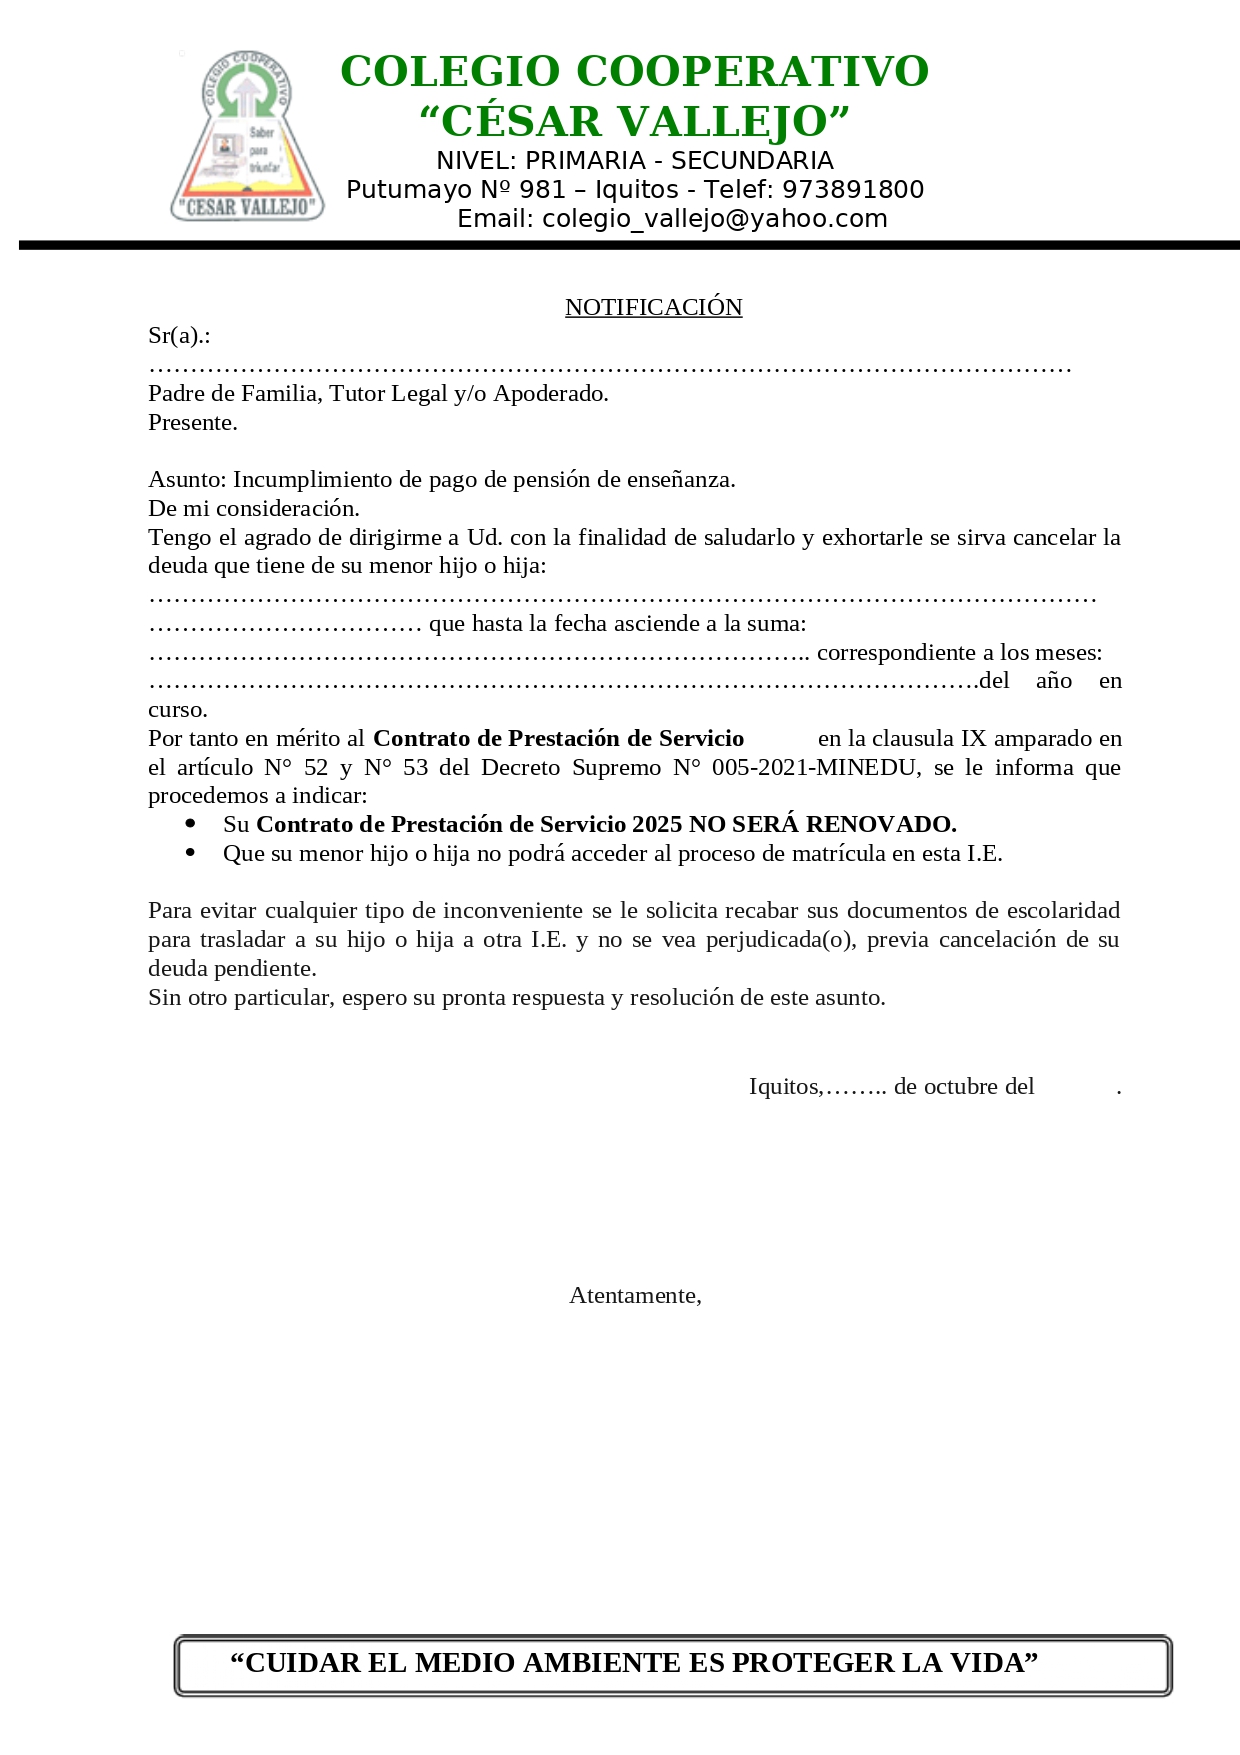 COLEGIO COOPERATIVO
Saber
para
triunfar
"CESAR VALLEJO"
COLEGIO COOPERATIVO
“CÉSAR VALLEJO”
NIVEL: PRIMARIA - SECUNDARIA
Putumayo Nº 981 – Iquitos - Telef: 973891800
Email: colegio_vallejo@yahoo.com
NOTIFICACIÓN
Sr(a).:
…………………………………………………………………………………………………
Padre de Familia, Tutor Legal y/o Apoderado.
Presente.
Asunto: Incumplimiento de pago de pensión de enseñanza.
De mi consideración.
Tengo el agrado de dirigirme a Ud. con la finalidad de saludarlo y exhortarle se sirva cancelar la
deuda que tiene de su menor hijo o hija:
……………………………………………………………………………………………………
…………………………… que hasta la fecha asciende a la suma:
…………………………………………………………………….. correspondiente a los meses:
……………………………………………………………………………………….del año en
curso.
Por tanto en mérito al Contrato de Prestación de Servicio en la clausula IX amparado en
el artículo N° 52 y N° 53 del Decreto Supremo N° 005-2021-MINEDU, se le informa que
procedemos a indicar:
• Su Contrato de Prestación de Servicio 2025 NO SERÁ RENOVADO.
• Que su menor hijo o hija no podrá acceder al proceso de matrícula en esta I.E.
Para evitar cualquier tipo de inconveniente se le solicita recabar sus documentos de escolaridad
para trasladar a su hijo o hija a otra I.E. y no se vea perjudicada(o), previa cancelación de su
deuda pendiente.
Sin otro particular, espero su pronta respuesta y resolución de este asunto.
Iquitos,…….. de octubre del .
Atentamente,
“CUIDAR EL MEDIO AMBIENTE ES PROTEGER LA VIDA”